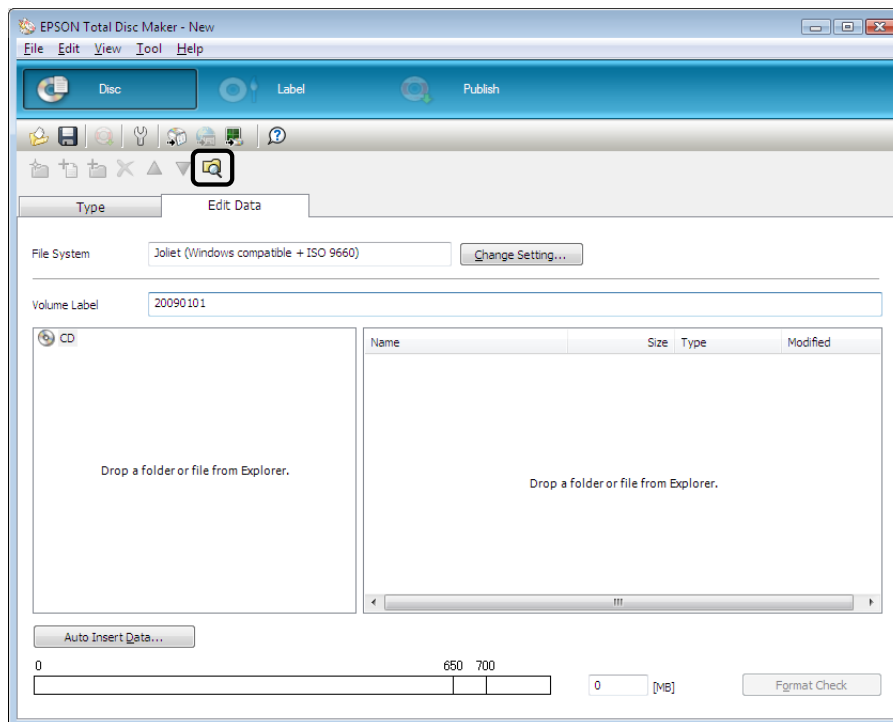 EPSON Total Disc Maker - New
File Edit View Tool Help
Disc Label Publish
Type Edit Data
File System Joliet (Windows compatible + ISO 9660) Change Setting...
Volume Label 20090101
CD
Name Size Type Modified
Drop a folder or file from Explorer.
Drop a folder or file from Explorer.
Auto Insert Data...
0 650 700
0 [MB] Format Check